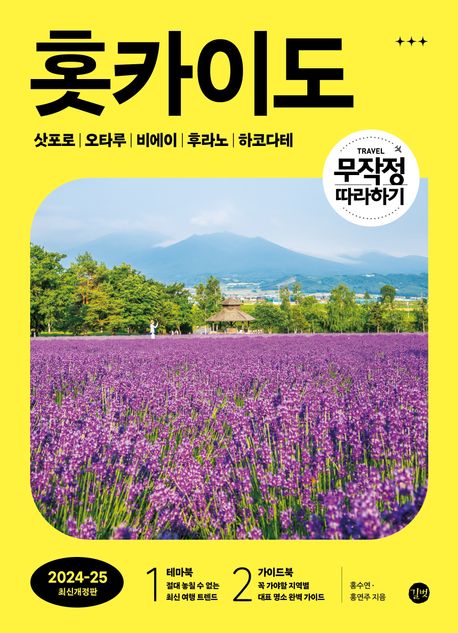 홋카이도
삿포로 | 오타루 | 비에이 | 후라노 | 하코다테
TRAVEL
무작정
따라하기
2024-25
최신개정판
1
테마북
절대 놓칠 수 없는
최신 여행 트렌드
2
가이드북
꼭 가야할 지역별
대표 명소 완벽 가이드
홍수연·
홍연주 지음
길벗